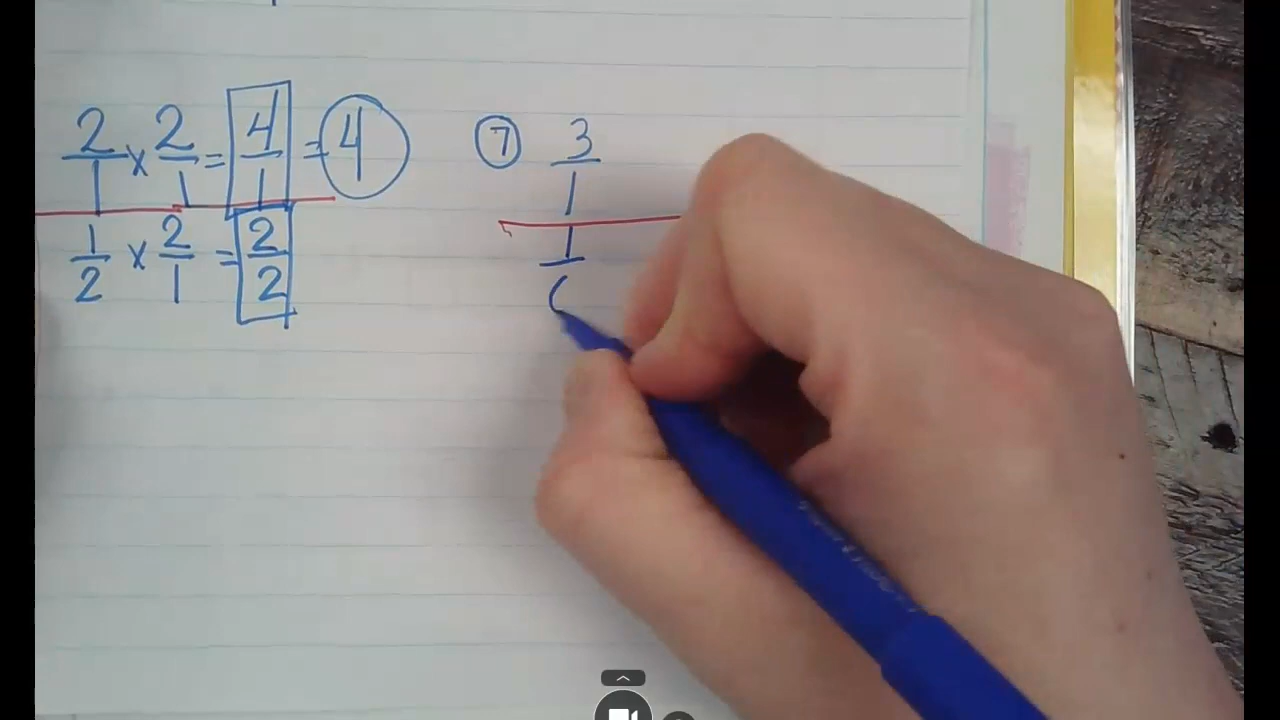 2/1 × 2/1 = 4/1 = 4
1/2 × 2/1 = 2/2
⑦ 3/1
1/